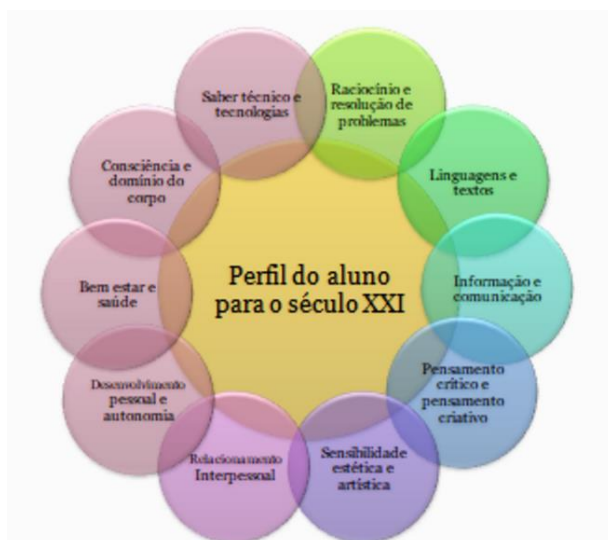 Perfil do aluno
para o século XXI
Raciocínio e
resolução de
problemas
Linguagens e
textos
Informação e
comunicação
Pensamento
crítico e
pensamento
criativo
Sensibilidade
estética e
artística
Relacionamento
Interpessoal
Desenvolvimento
pessoal e
autonomia
Bem estar e
saúde
Consciência e
domínio do
corpo
Saber técnico e
tecnologias